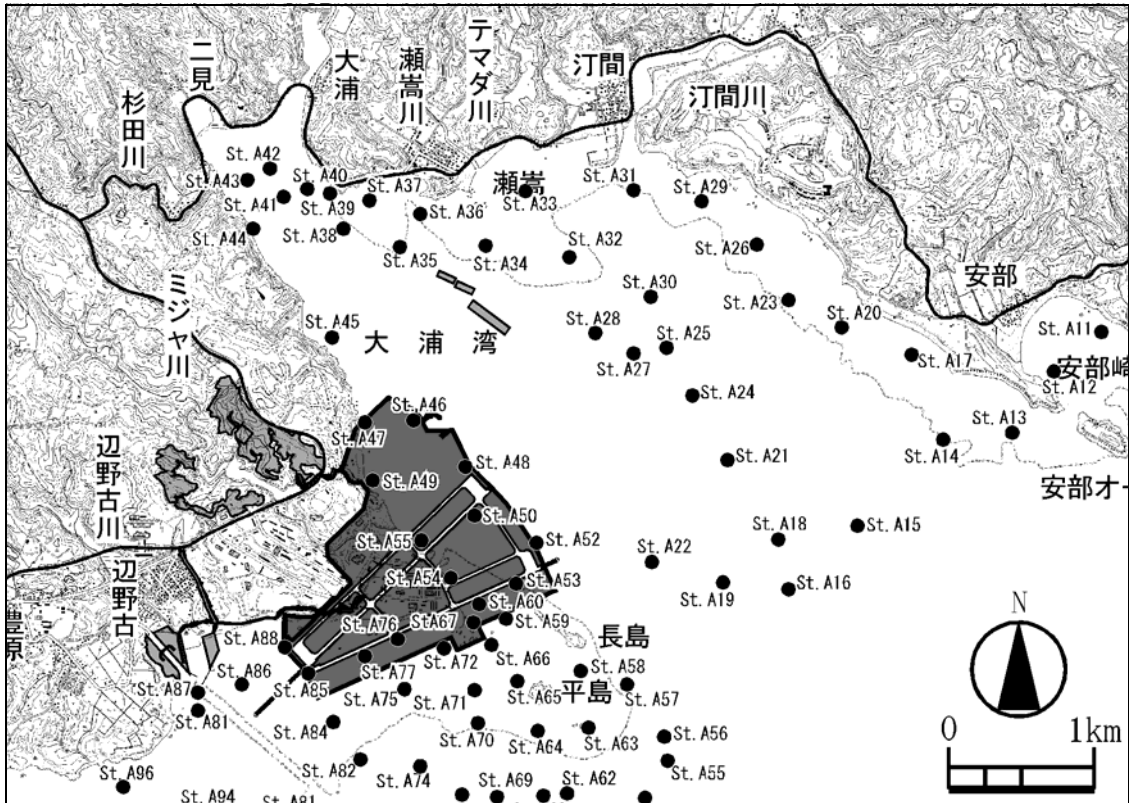 二見
大浦
瀬嵩川
テマダ川
汀間
汀間川
杉田川
St. A42
St. A43
St. A40
St. A41
St. A39
St. A37
St. A36
瀬嵩
St. A33
St. A31
St. A29
St. A44
St. A38
St. A35
St. A34
St. A32
St. A26
安部
ミジャ川
St. A30
St. A23
St. A20
St. A11
St. A45
大浦湾
St. A28
St. A25
St. A27
St. A17
安部崎
St. A12
St. A24
St. A46
St. A47
St. A13
St. A14
辺野古川
St. A48
St. A21
St. A49
安部オー
St. A50
St. A55
St. A52
St. A18
St. A15
辺野古
St. A54
St. A53
St. A22
St. A19
St. A16
豊原
St. A60
StA67
St. A59
St. A76
N
St. A88
St. A72
St. A66
長島
St. A86
St. A77
St. A58
St. A87
St. A85
St. A75
St. A71
St. A65
平島
St. A57
St. A81
St. A84
St. A70
St. A64
St. A63
St. A56
0 1km
St. A82
St. A74
St. A55
St. A96
St. A69
St. A62
St. A94
St. A81